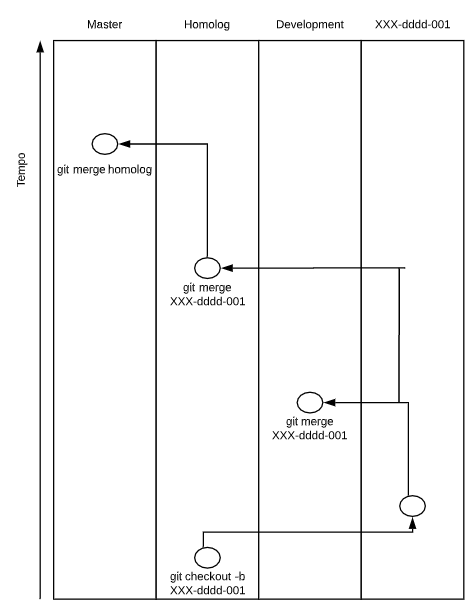 Master
Homolog
Development
XXX-dddd-001
Tempo
git merge homolog
git merge
XXX-dddd-001
git merge
XXX-dddd-001
git checkout -b
XXX-dddd-001